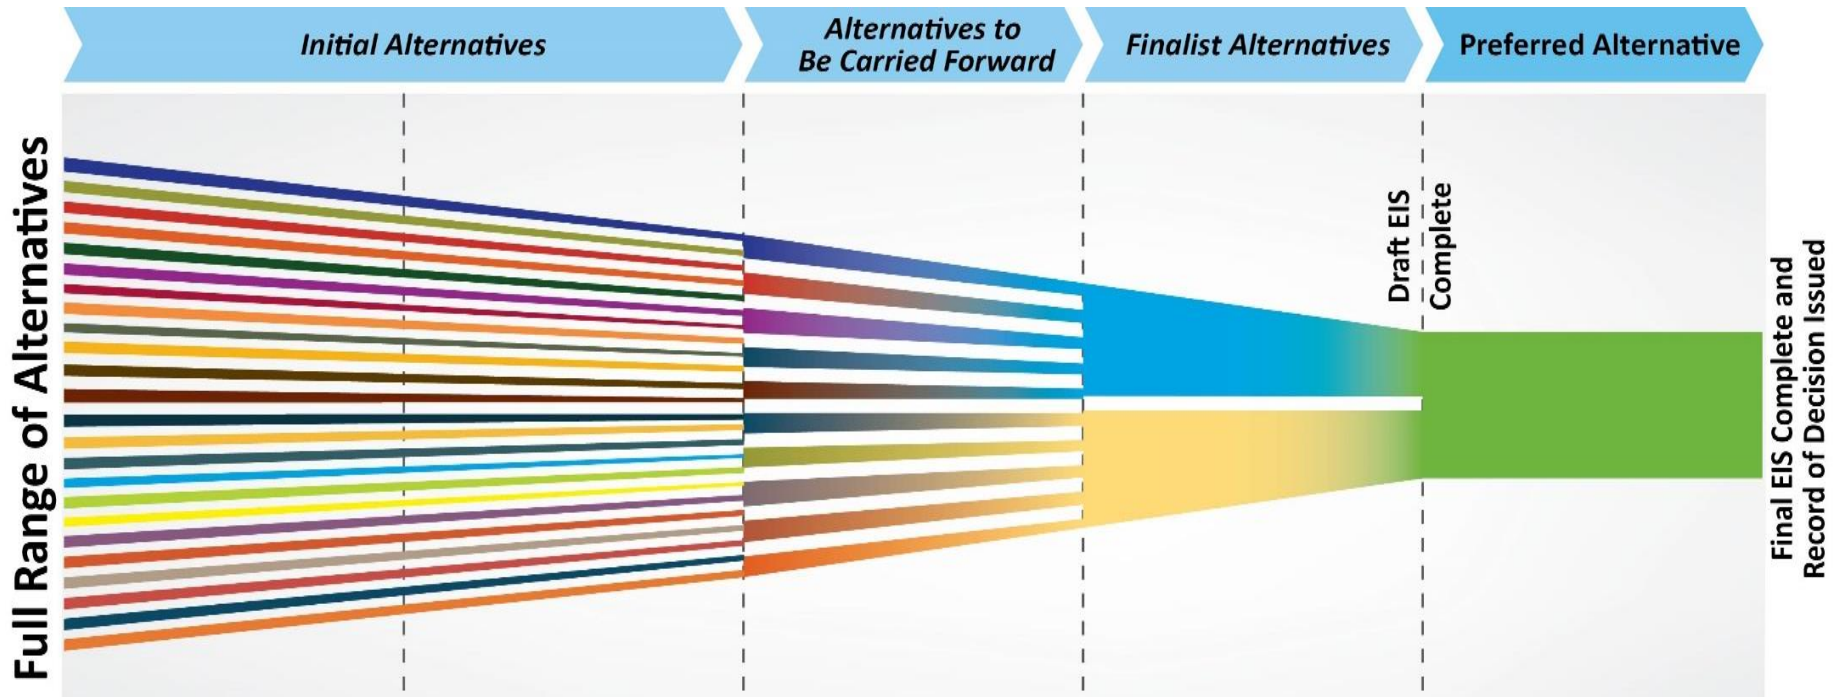 Initial Alternatives
Alternatives to
Be Carried Forward
Finalist Alternatives
Preferred Alternative
Full Range of Alternatives
Draft EIS
Complete
Final EIS Complete and
Record of Decision Issued